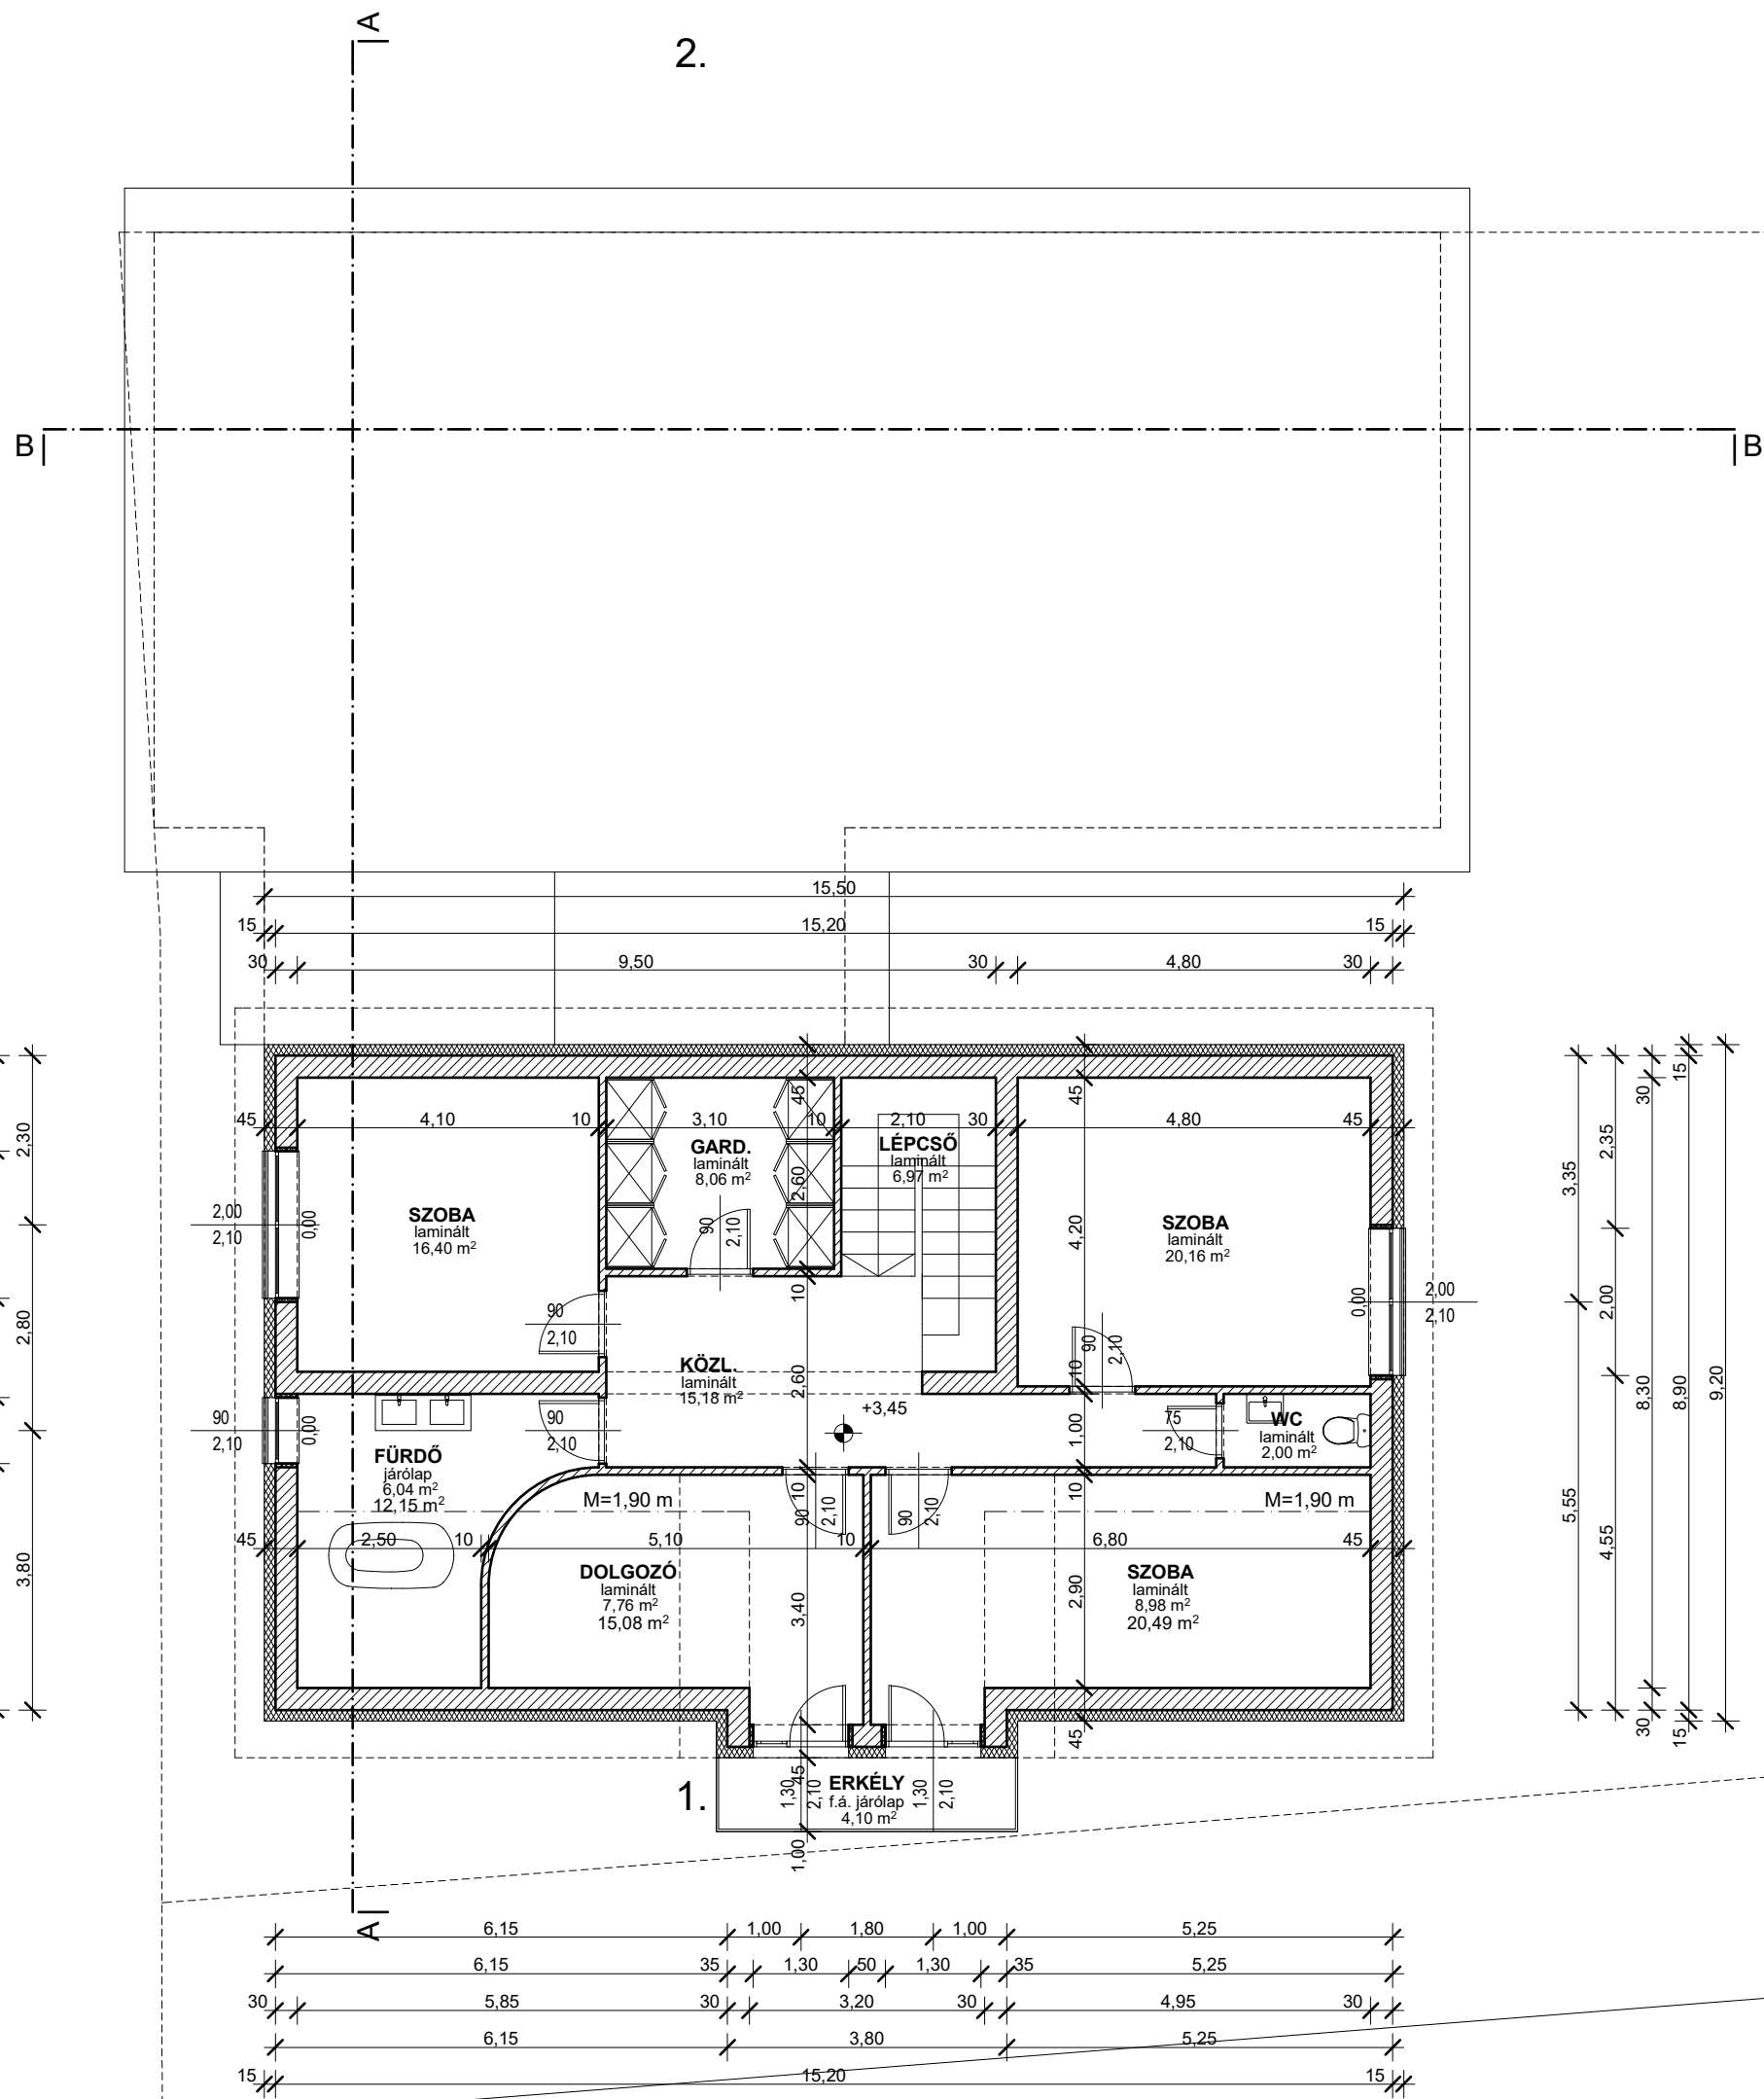 A
2.
B
B
15,50
15
15,20
15
30
9,50
30
4,80
30
45
4,10
10
3,10
10
2,10
30
4,80
45
45
45
GARD.
laminált
8,06 m²
2,60
90
2,10
LÉPCSŐ
laminált
6,97 m²
SZOBA
laminált
16,40 m²
SZOBA
laminált
20,16 m²
4,20
2,00
2,10
0,00
0,00
2,00
2,10
10
90
2,10
90
2,10
10
KÖZL.
laminált
15,18 m²
2,60
+3,45
90
2,10
0,00
90
2,10
1,00
75
2,10
WC
laminált
2,00 m²
FÜRDŐ
járólap
6,04 m²
12,15 m²
M=1,90 m
M=1,90 m
10
90
2,10
90
2,10
10
45
2,50
10
5,10
10
6,80
45
DOLGOZÓ
laminált
7,76 m²
15,08 m²
3,40
2,90
SZOBA
laminált
8,98 m²
20,49 m²
45
1.
1,30
2,10
45
ERKÉLY
f.á. járólap
4,10 m²
1,30
2,10
1,00
2,30
2,80
3,80
3,35
5,55
2,35
2,00
4,55
30
8,30
30
15
8,90
15
9,20
A
6,15
1,00
1,80
1,00
5,25
6,15
35
1,30
50
1,30
35
5,25
30
5,85
30
3,20
30
4,95
30
6,15
3,80
5,25
15
15,20
15